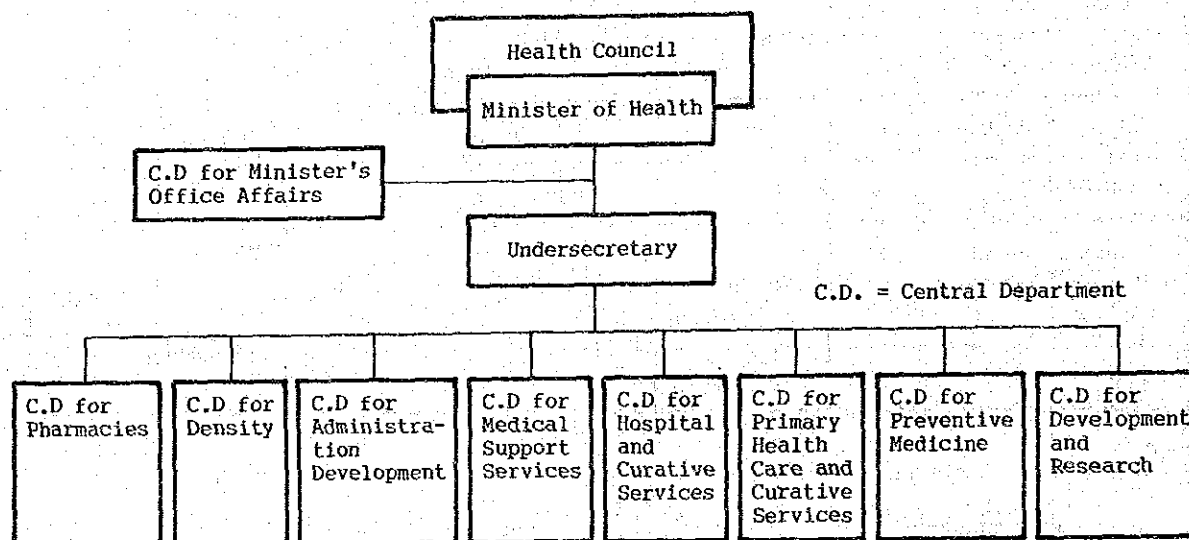 Health Council
Minister of Health
C.D for Minister's
Office Affairs
Undersecretary
C.D. = Central Department
C.D for
Pharmacies
C.D for
Density
C.D for
Administra-
tion
Development
C.D for
Medical
Support
Services
C.D for
Hospital
and
Curative
Services
C.D for
Primary
Health
Care and
Curative
Services
C.D for
Preventive
Medicine
C.D for
Development
and
Research